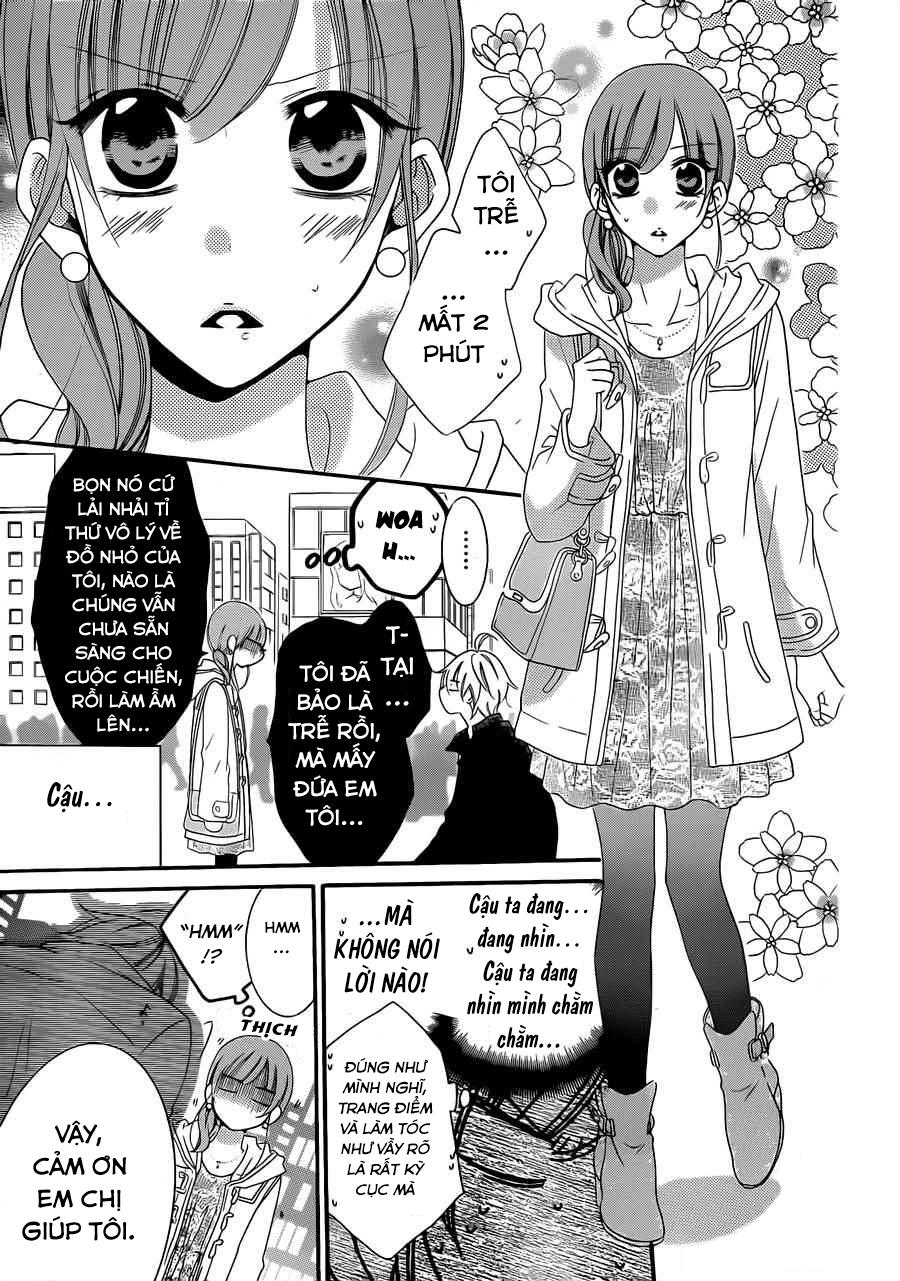 TÔI
TRỄ
...
...
MẤT 2
PHÚT
......
WOA
H...
T-
TẠI
...
TÔI ĐÃ
BẢO LÀ
TRỄ RỒI,
MÀ MẤY
ĐỨA EM
TÔI...
BỌN NÓ CỨ
LẢI NHẢI TỈ
THỨ VÔ LÝ VỀ
ĐỒ NHỎ CỦA
TÔI, NÀO LÀ
CHÚNG VẪN
CHƯA SẴN
SÀNG CHO
CUỘC CHIẾN,
RỒI LÀM ẦM
LÊN...
Cậu...
Cậu ta đang...
đang nhìn...
Cậu ta đang
nhìn mình chằm
chằm...
...MÀ
KHÔNG NÓI
LỜI NÀO!
ĐÚNG NHƯ
MÌNH NGHĨ,
TRANG ĐIỂM
VÀ LÀM TÓC
NHƯ VẦY RÕ
LÀ RẤT KỲ
CỤC MÀ
HMM
...
"HMM"
!?
THỊCH
VẬY,
CẢM ƠN
EM CHỊ
GIÚP TÔI.